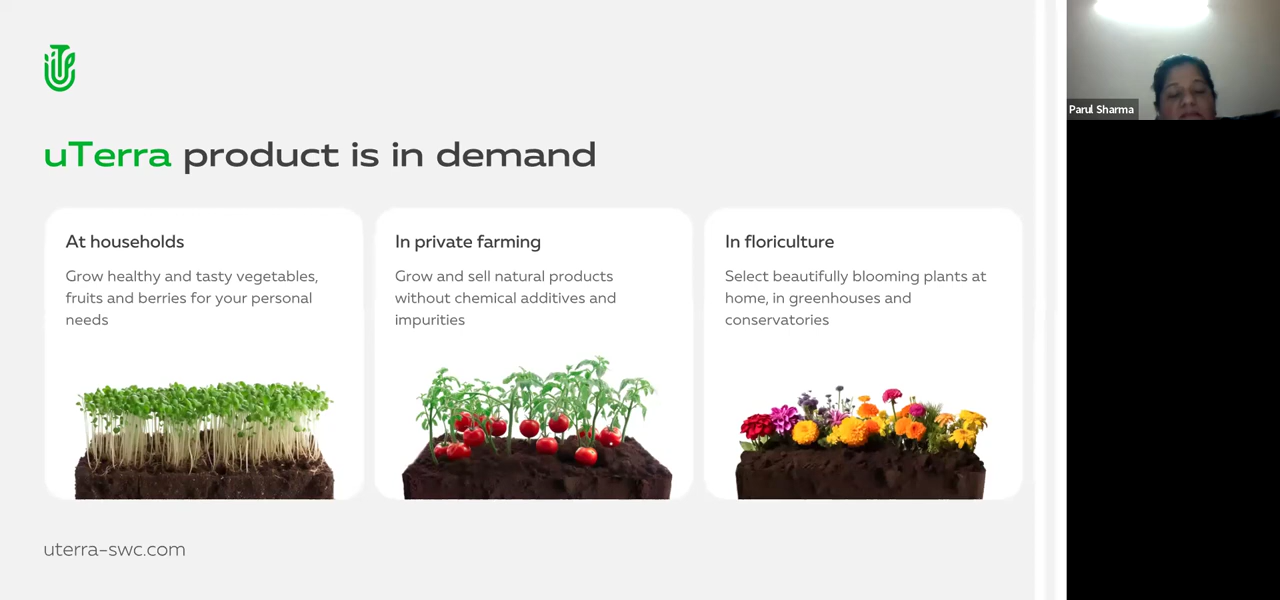 uTerra product is in demand
At households
Grow healthy and tasty vegetables,
fruits and berries for your personal
needs
In private farming
Grow and sell natural products
without chemical additives and
impurities
In floriculture
Select beautifully blooming plants at
home, in greenhouses and
conservatories
uterra-swc.com
Parul Sharma